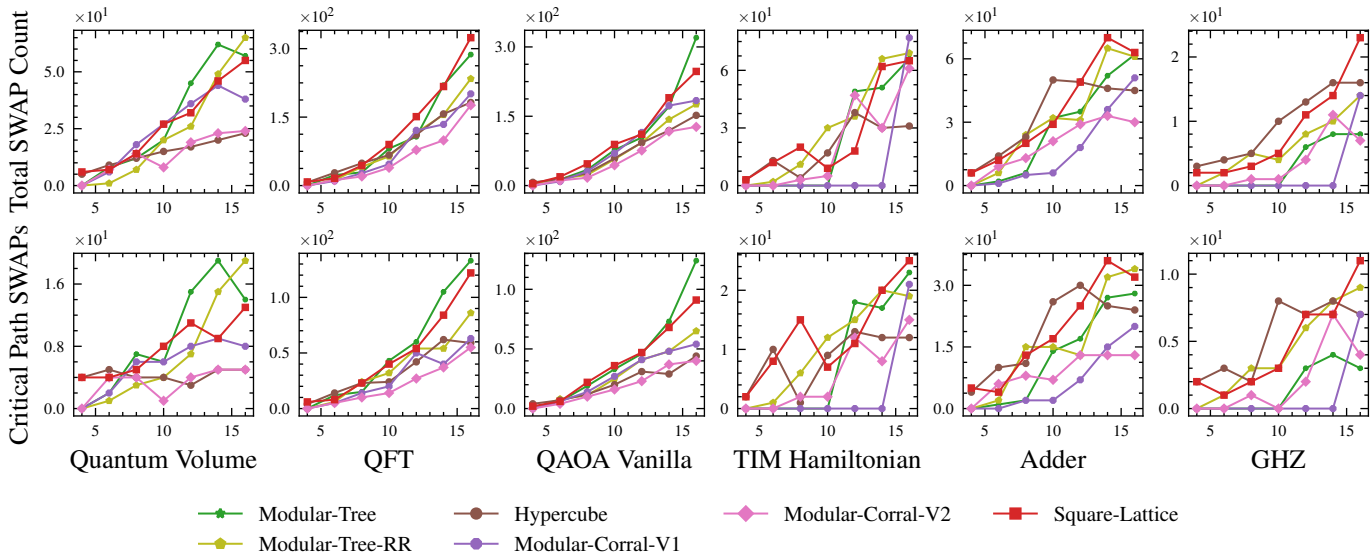 ×10¹ ×10² ×10² ×10¹ ×10¹ ×10¹
Total SWAP Count
5.0 3.0 3.0 6 6 2
2.5 1.5 1.5 3 3 1
0.0 0.0 0.0 0 0 0
5 10 15 5 10 15 5 10 15 5 10 15 5 10 15 5 10 15
×10¹ ×10² ×10² ×10¹ ×10¹ ×10¹
Critical Path SWAPs
1.6 1.0 1.0 2 3.0 1.0
0.8 0.5 0.5 1 1.5 0.5
0.0 0.0 0.0 0 0.0 0.0
5 10 15 5 10 15 5 10 15 5 10 15 5 10 15 5 10 15
Quantum Volume QFT QAOA Vanilla TIM Hamiltonian Adder GHZ
Modular-Tree Hypercube Modular-Corral-V2 Square-Lattice
Modular-Tree-RR Modular-Corral-V1